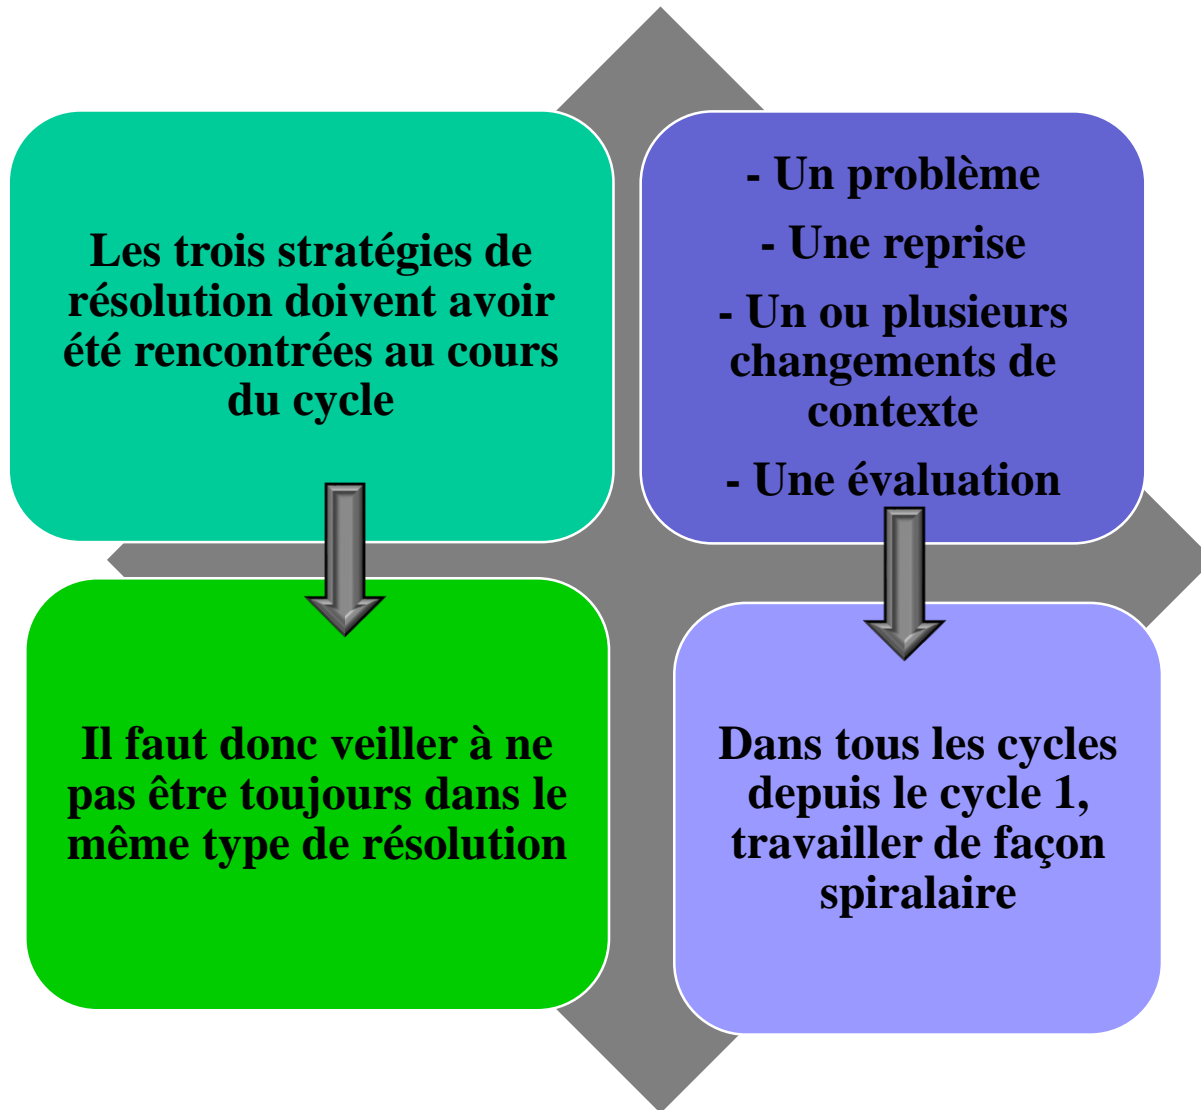 Les trois stratégies de
résolution doivent avoir
été rencontrées au cours
du cycle
- Un problème
- Une reprise
- Un ou plusieurs
changements de
contexte
- Une évaluation
Il faut donc veiller à ne
pas être toujours dans le
même type de résolution
Dans tous les cycles
depuis le cycle 1,
travailler de façon
spiralaire